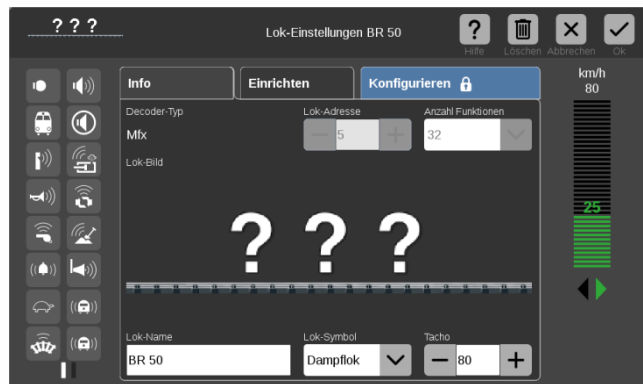 ? ? ?
Lok-Einstellungen BR 50
?
Hilfe
Löschen
Abbrechen
Ok
Info
Einrichten
Konfigurieren
km/h
80
Decoder-Typ
Lok-Adresse
Anzahl Funktionen
Mfx
5
32
Lok-Bild
25
? ? ?
Lok-Name
Lok-Symbol
Tacho
BR 50
Dampflok
80